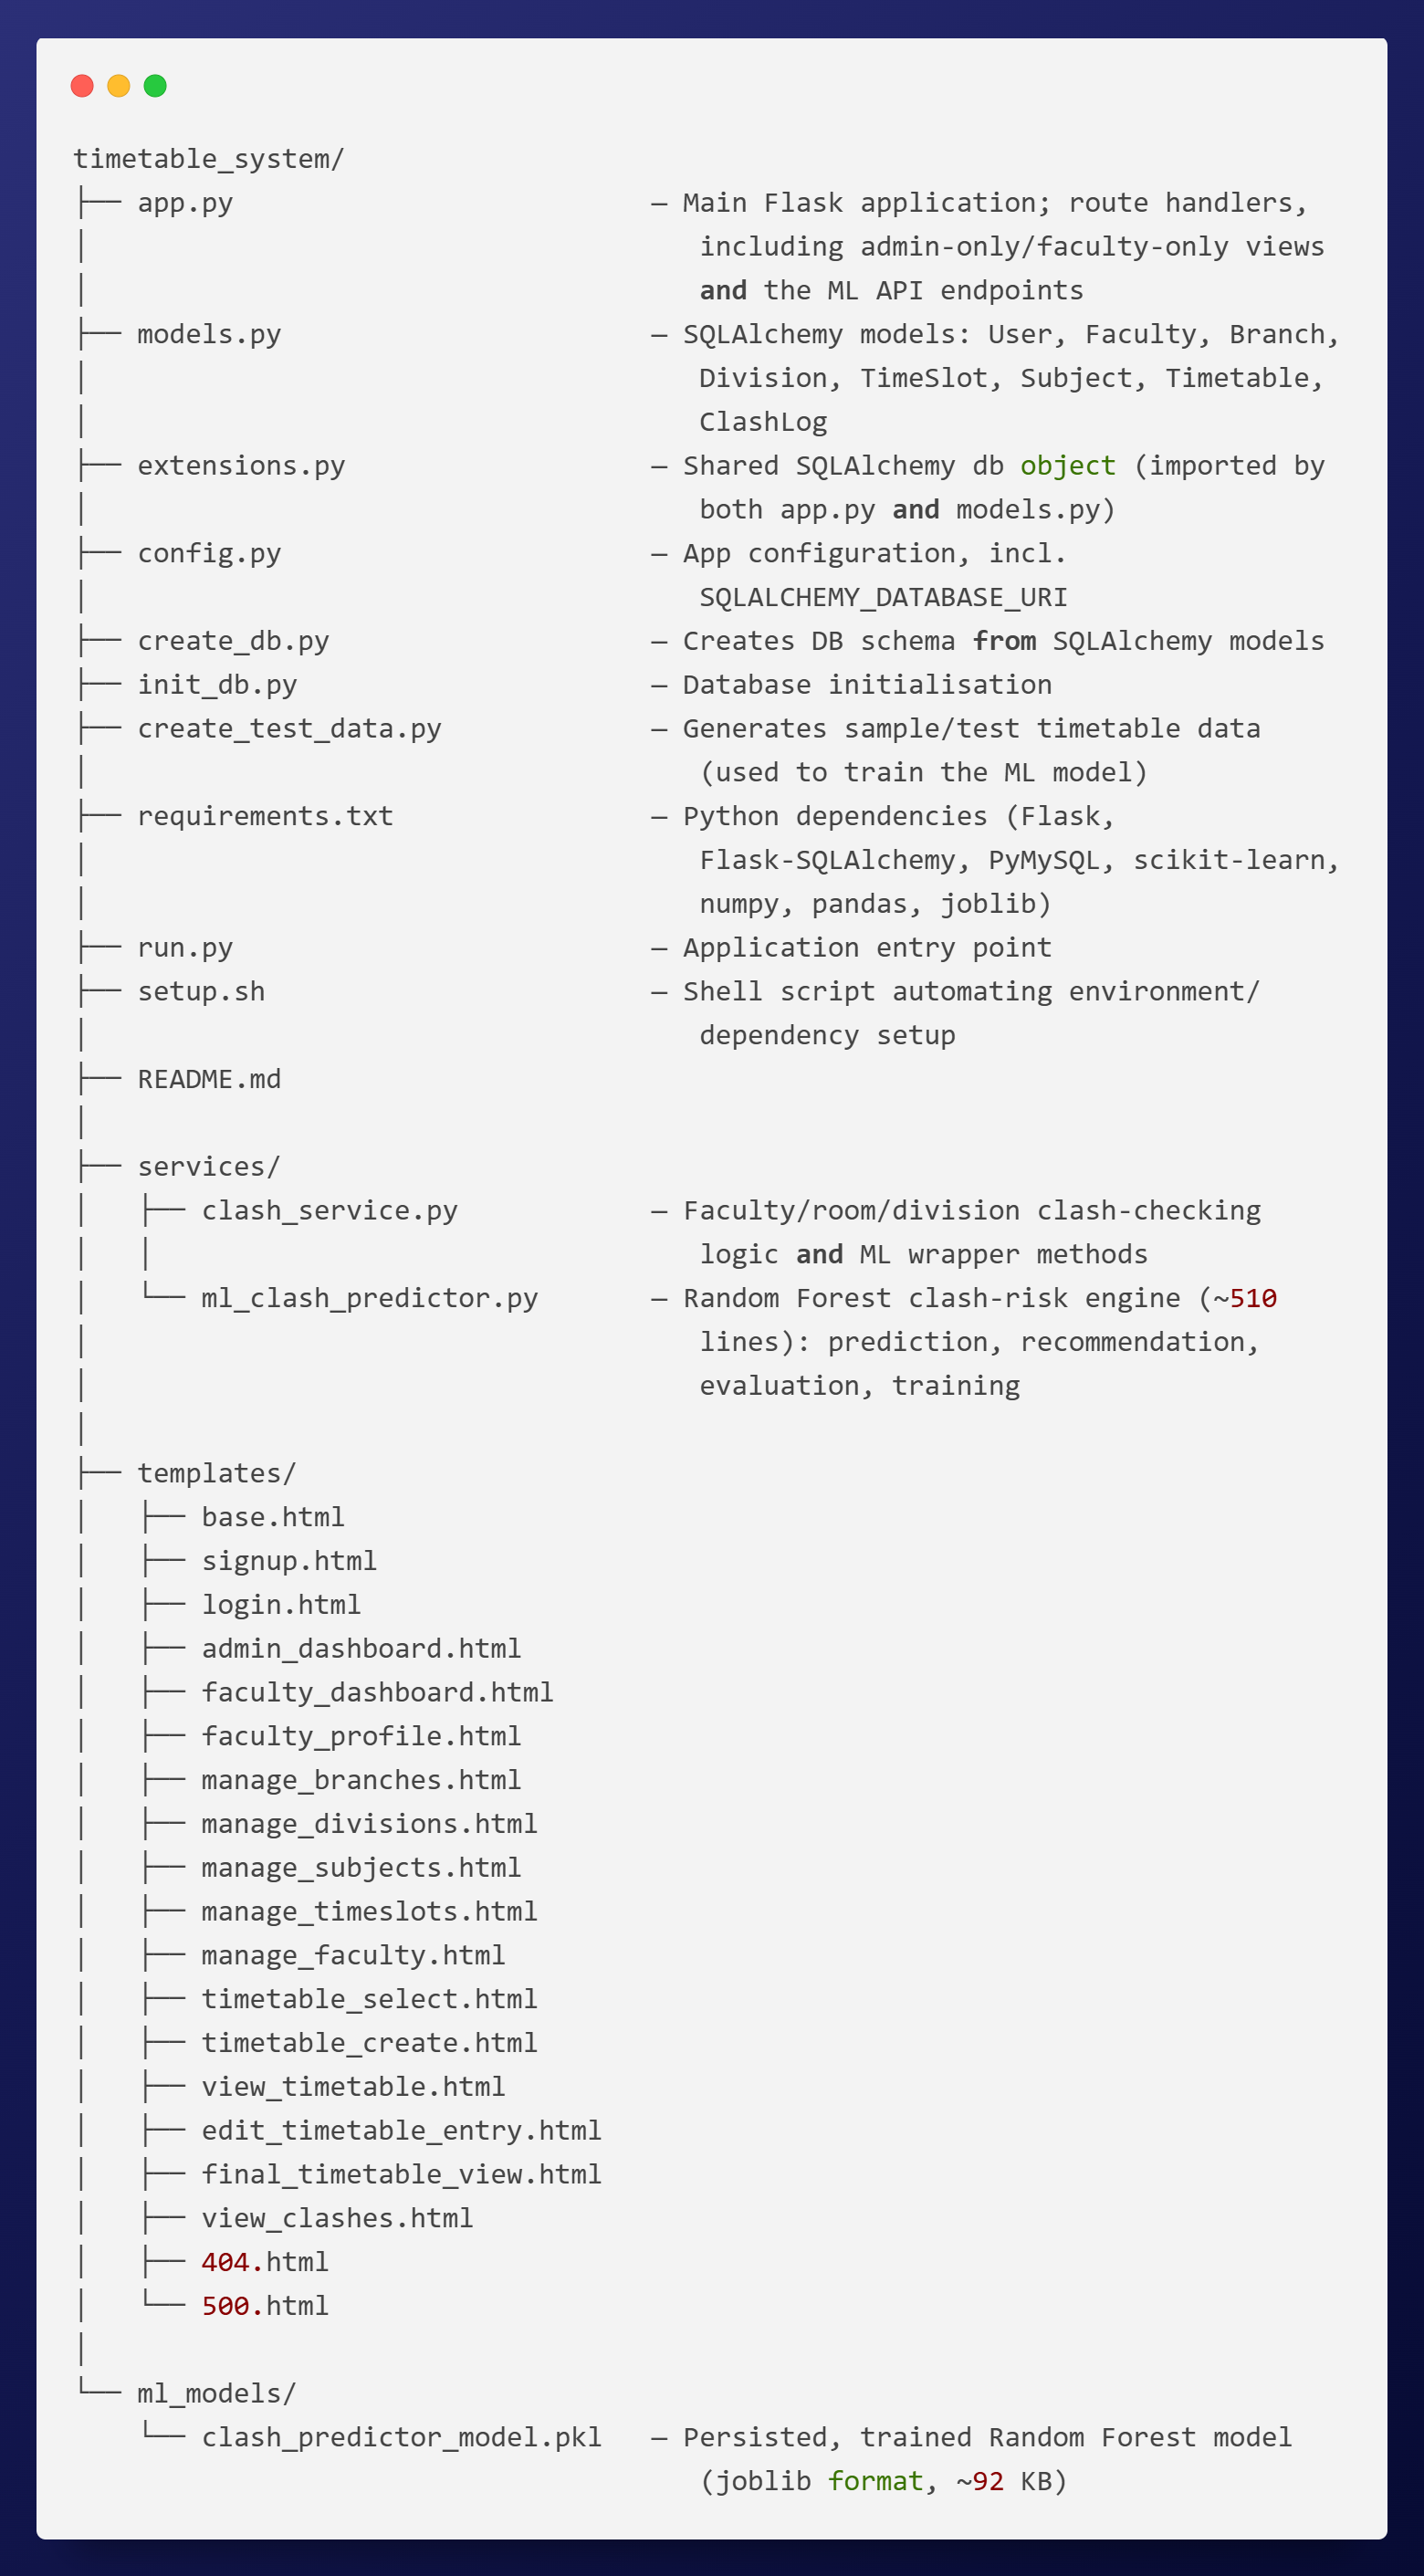 timetable_system/
├── app.py                          — Main Flask application; route handlers,
│                                      including admin-only/faculty-only views
│                                      and the ML API endpoints
├── models.py                       — SQLAlchemy models: User, Faculty, Branch,
│                                      Division, TimeSlot, Subject, Timetable,
│                                      ClashLog
├── extensions.py                   — Shared SQLAlchemy db object (imported by
│                                      both app.py and models.py)
├── config.py                       — App configuration, incl.
│                                      SQLALCHEMY_DATABASE_URI
├── create_db.py                    — Creates DB schema from SQLAlchemy models
├── init_db.py                      — Database initialisation
├── create_test_data.py             — Generates sample/test timetable data
│                                      (used to train the ML model)
├── requirements.txt                — Python dependencies (Flask,
│                                      Flask-SQLAlchemy, PyMySQL, scikit-learn,
│                                      numpy, pandas, joblib)
├── run.py                          — Application entry point
├── setup.sh                        — Shell script automating environment/
│                                      dependency setup
├── README.md
│
├── services/
│   ├── clash_service.py            — Faculty/room/division clash-checking
│   │                                  logic and ML wrapper methods
│   └── ml_clash_predictor.py       — Random Forest clash-risk engine (~510
│                                      lines): prediction, recommendation,
│                                      evaluation, training
│
├── templates/
│   ├── base.html
│   ├── signup.html
│   ├── login.html
│   ├── admin_dashboard.html
│   ├── faculty_dashboard.html
│   ├── faculty_profile.html
│   ├── manage_branches.html
│   ├── manage_divisions.html
│   ├── manage_subjects.html
│   ├── manage_timeslots.html
│   ├── manage_faculty.html
│   ├── timetable_select.html
│   ├── timetable_create.html
│   ├── view_timetable.html
│   ├── edit_timetable_entry.html
│   ├── final_timetable_view.html
│   ├── view_clashes.html
│   ├── 404.html
│   └── 500.html
│
└── ml_models/
    └── clash_predictor_model.pkl   — Persisted, trained Random Forest model
                                       (joblib format, ~92 KB)